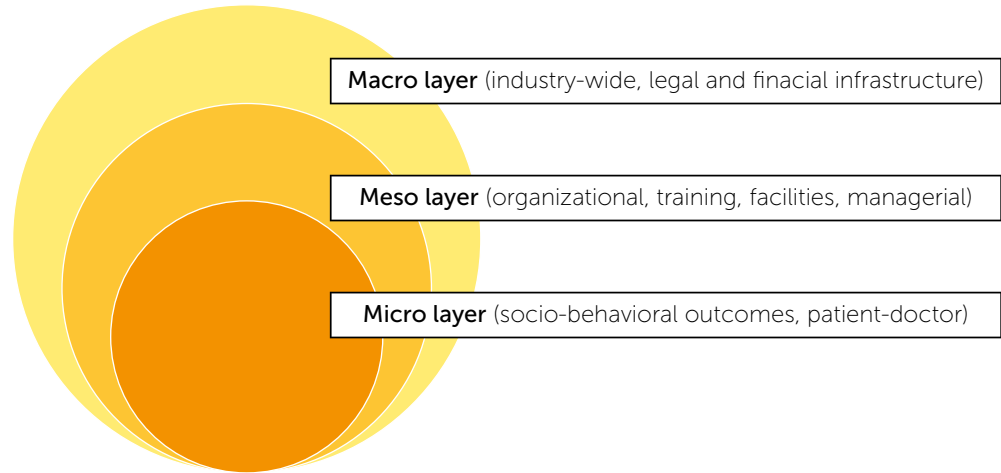 Macro layer (industry-wide, legal and finacial infrastructure)
Meso layer (organizational, training, facilities, managerial)
Micro layer (socio-behavioral outcomes, patient-doctor)